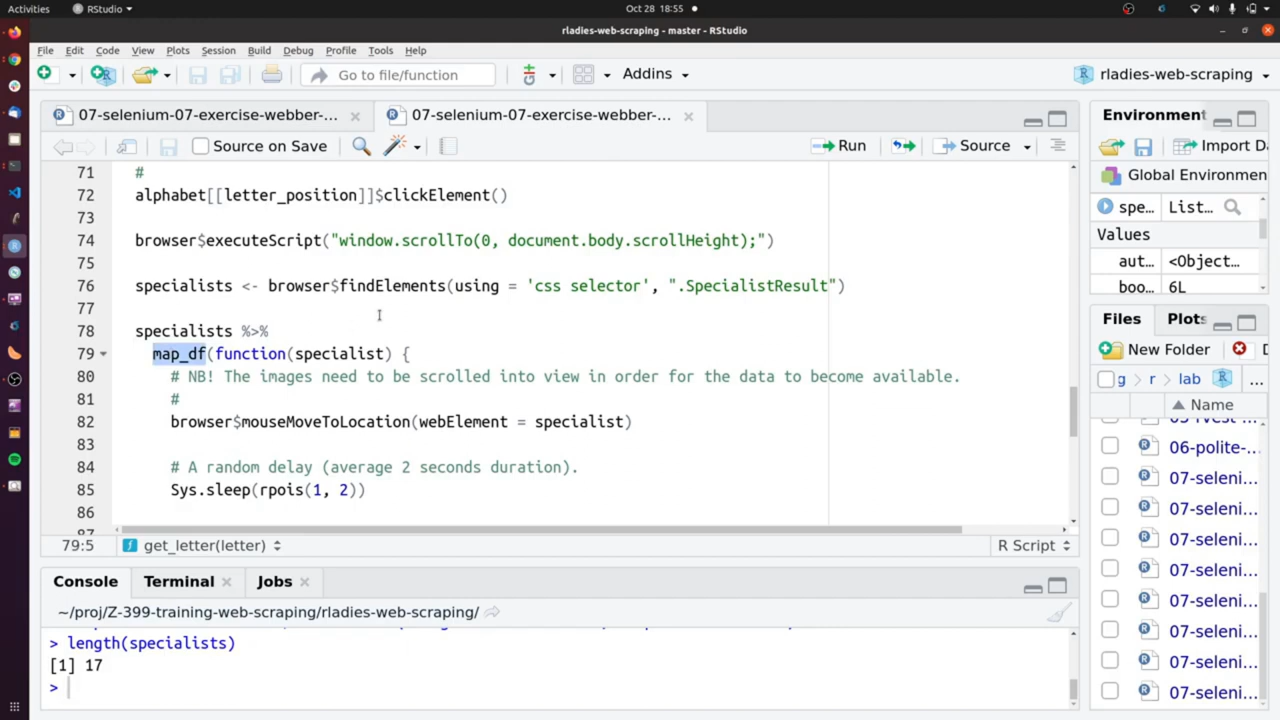 Activities RStudio Oct 28 18:55
rladies-web-scraping - master - RStudio
File Edit Code View Plots Session Build Debug Profile Tools Help
Go to file/function Addins rladies-web-scraping
07-selenium-07-exercise-webber-... 07-selenium-07-exercise-webber-...
Source on Save Run Source
71 #
72 alphabet[[letter_position]]$clickElement()
73
74 browser$executeScript("window.scrollTo(0, document.body.scrollHeight);")
75
76 specialists <- browser$findElements(using = 'css selector', ".SpecialistResult")
77
78 specialists %>%
79 map_df(function(specialist) {
80 # NB! The images need to be scrolled into view in order for the data to become available.
81 #
82 browser$mouseMoveToLocation(webElement = specialist)
83
84 # A random delay (average 2 seconds duration).
85 Sys.sleep(rpois(1, 2))
86
79:5 get_letter(letter) R Script
Console Terminal Jobs
~/proj/Z-399-training-web-scraping/rladies-web-scraping/
> length(specialists)
[1] 17
>
Environment
Import Da
Global Environmen
spe... List...
Values
aut... <Object...
boo... 6L
Files Plots
New Folder D
g r lab ...
Name
06-polite-...
07-seleni...
07-seleni...
07-seleni...
07-seleni...
07-seleni...
07-seleni...
07-seleni...
07-seleni...